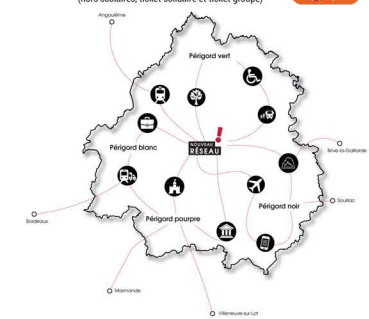 (hors scolaires, ticket solidaire et ticket groupe)
Angoulême
Périgord vert
NOUVEAU
RÉSEAU !
Périgord blanc
Brive-la-Gaillarde
Souillac
Périgord noir
Périgord pourpre
Bordeaux
Marmande
Villeneuve-sur-Lot